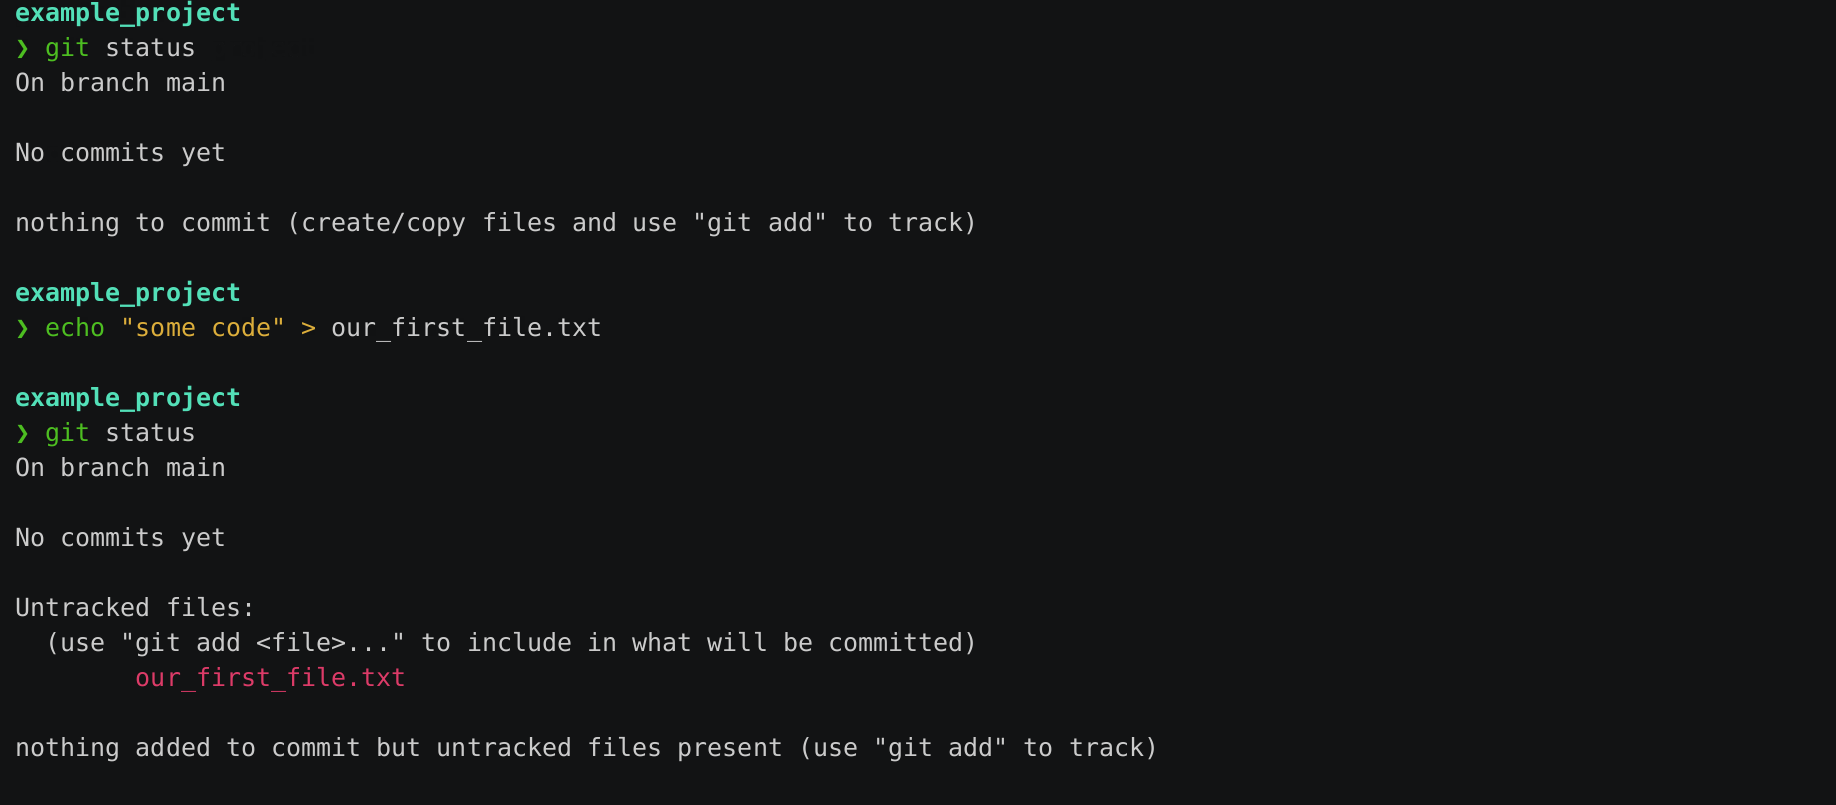 example_project
❯ git status
On branch main
No commits yet
nothing to commit (create/copy files and use "git add" to track)
example_project
❯ echo "some code" > our_first_file.txt
example_project
❯ git status
On branch main
No commits yet
Untracked files:
  (use "git add <file>..." to include in what will be committed)
        our_first_file.txt
nothing added to commit but untracked files present (use "git add" to track)